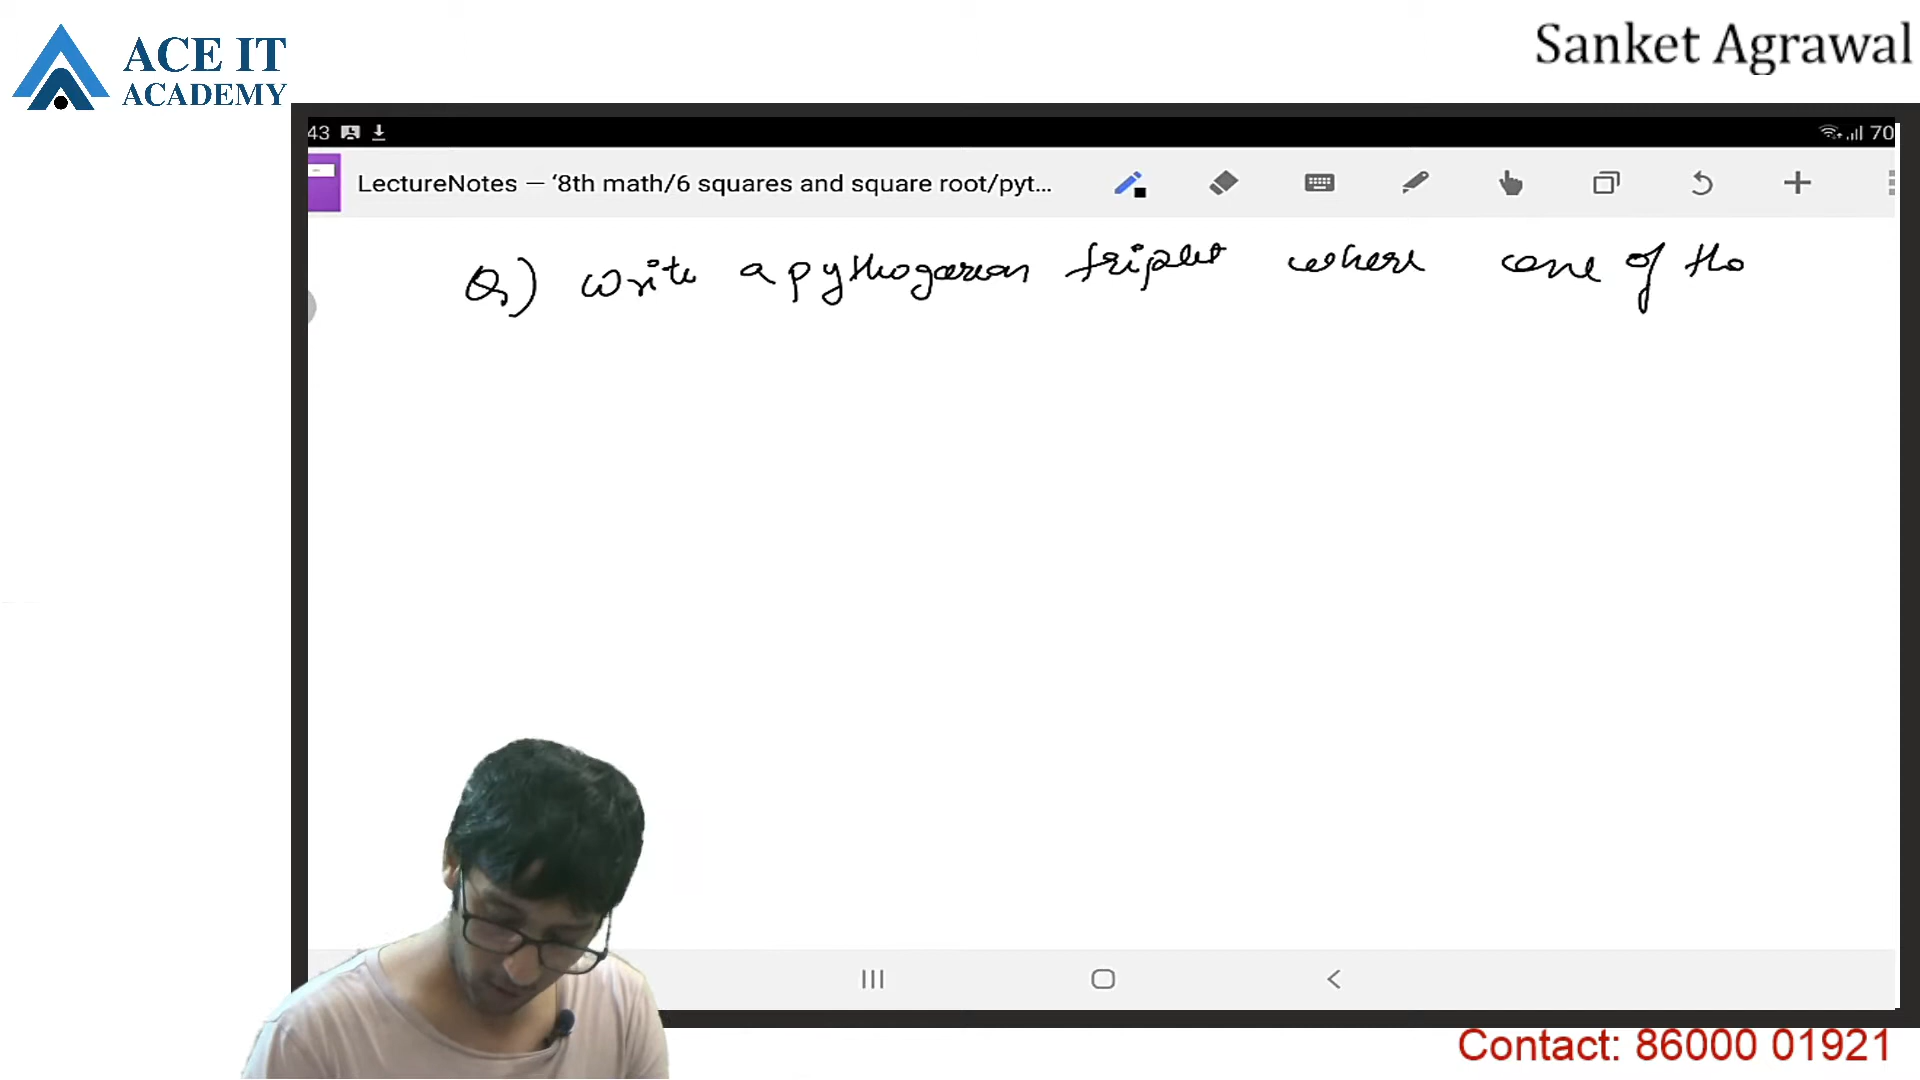 ACE IT
ACADEMY
Sanket Agrawal
43
70
LectureNotes — ‘8th math/6 squares and square root/pyt...
Q) write a pythogorean triplet where one of the
Contact: 86000 01921